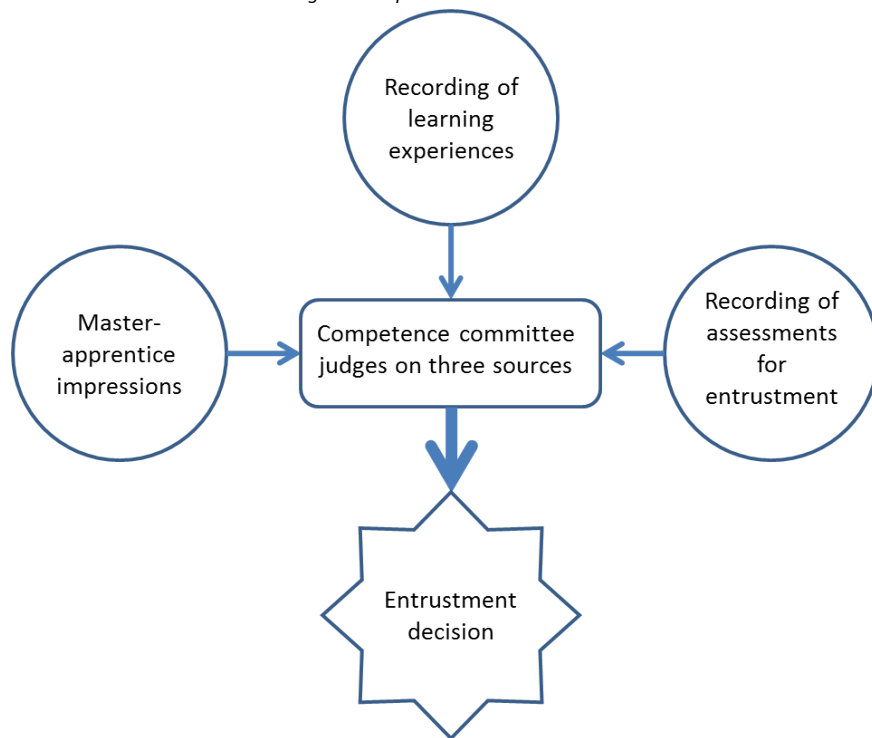 Recording of
learning
experiences
Master-
apprentice
impressions
Competence committee
judges on three sources
Recording of
assessments
for
entrustment
Entrustment
decision